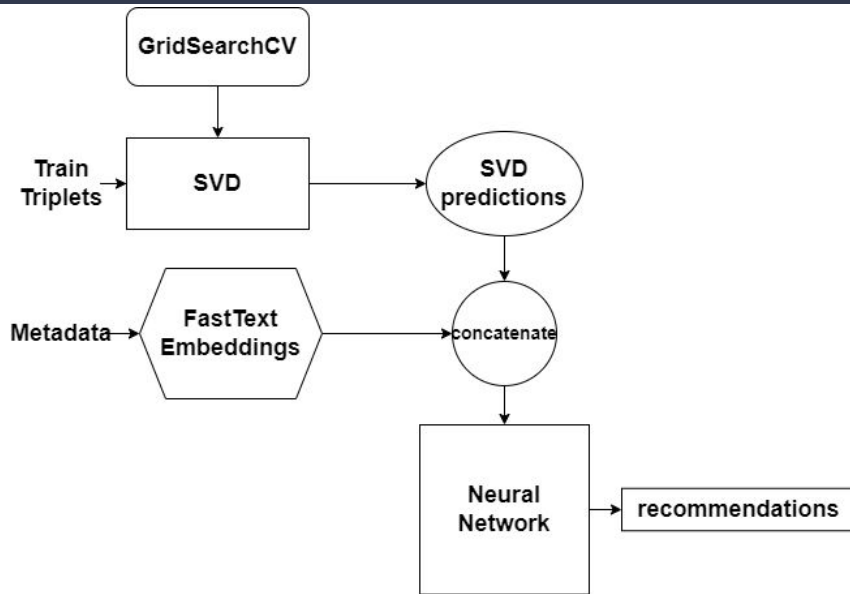 GridSearchCV
Train
Triplets
SVD
SVD
predictions
Metadata
FastText
Embeddings
concatenate
Neural
Network
recommendations